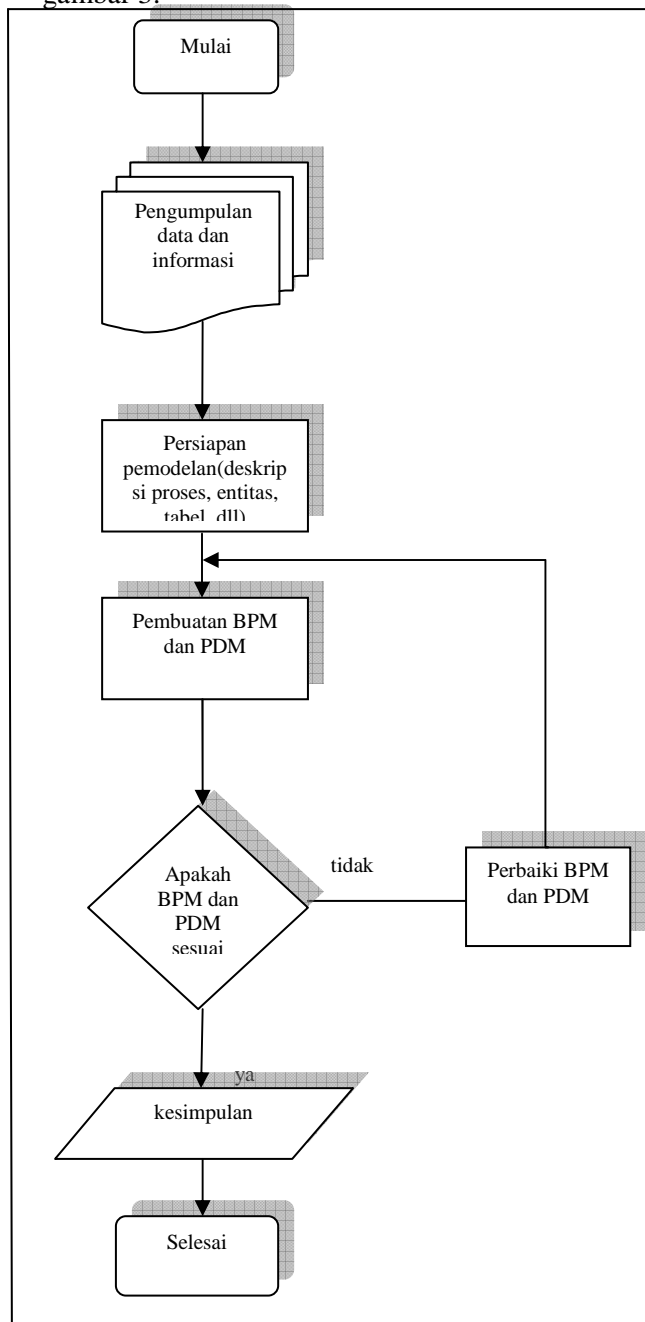 gambar 3.
Mulai
Pengumpulan
data dan
informasi
Persiapan
pemodelan(deskrip
si proses, entitas,
tabel, dll)
Pembuatan BPM
dan PDM
Apakah
BPM dan
PDM
sesuai
tidak
Perbaiki BPM
dan PDM
ya
kesimpulan
Selesai